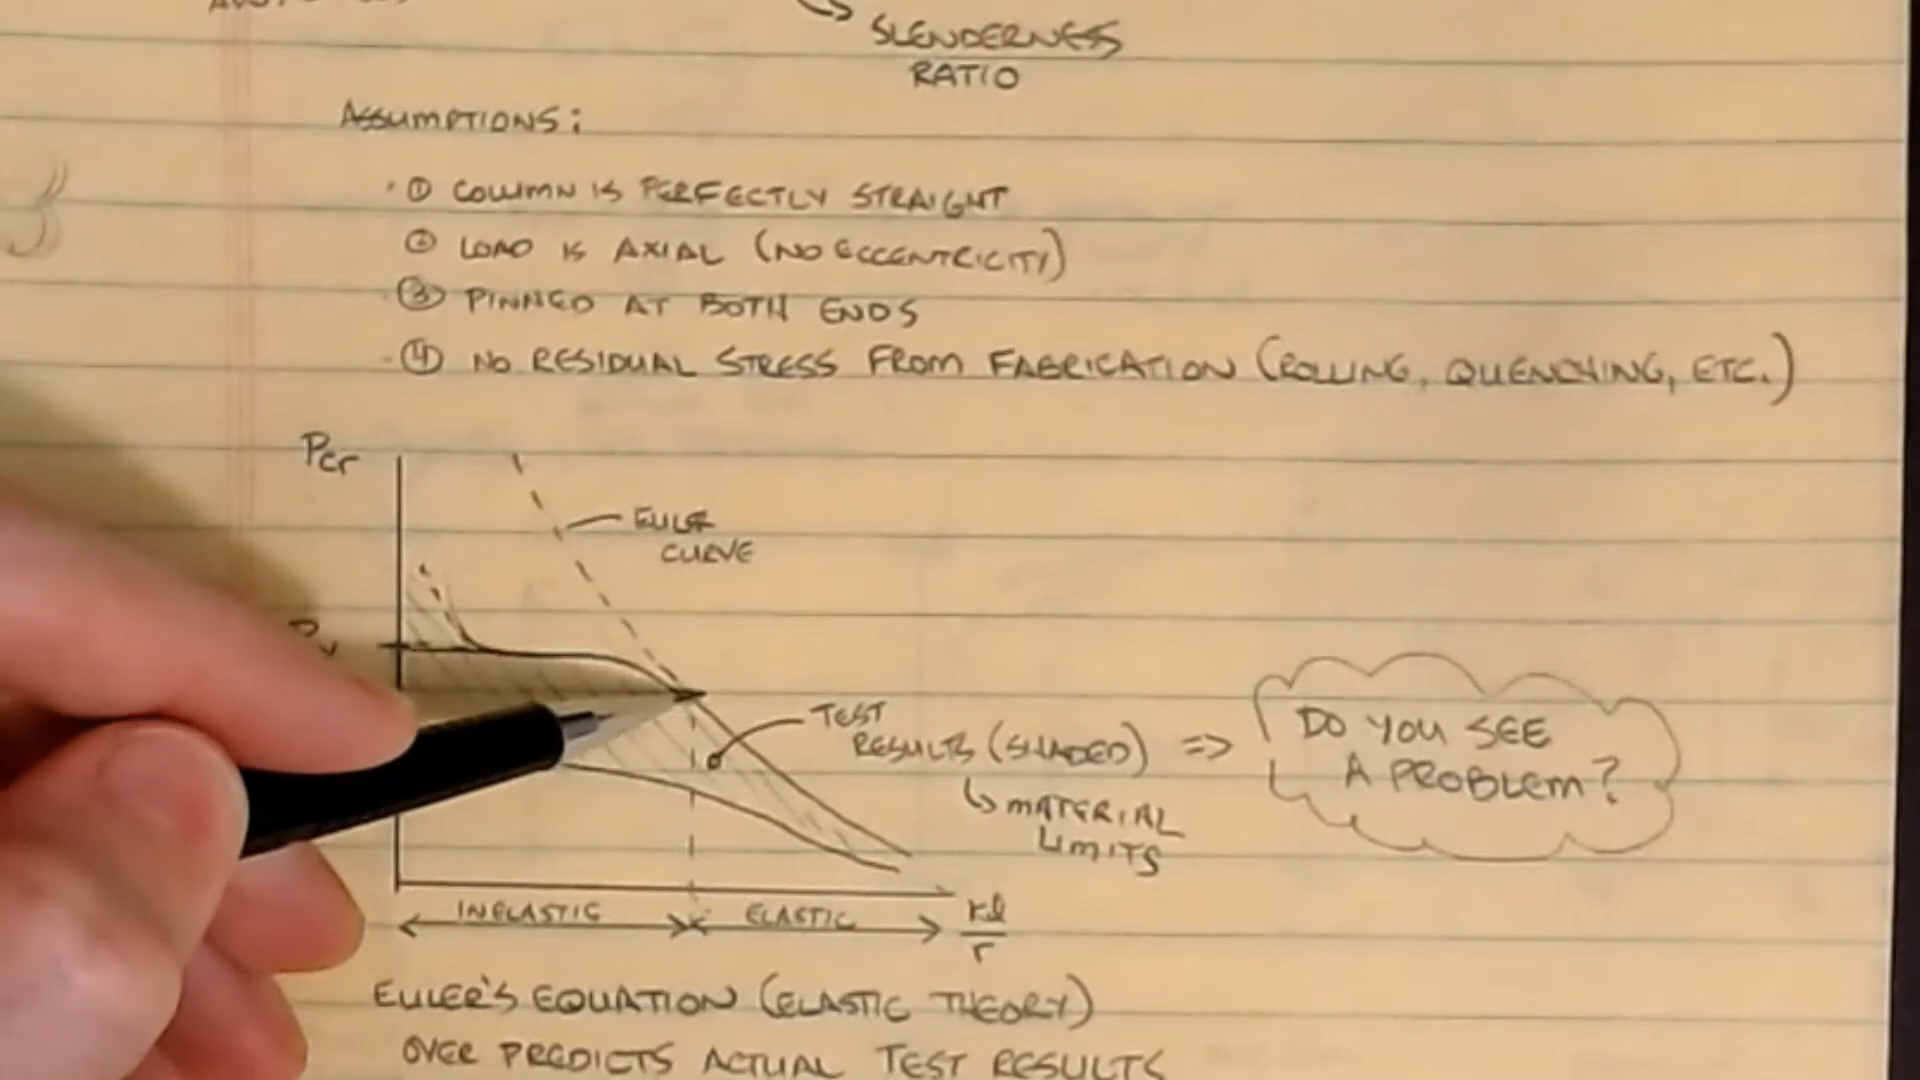 SLENDERNESS
RATIO
ASSUMPTIONS:
① COLUMN IS PERFECTLY STRAIGHT
② LOAD IS AXIAL (NO ECCENTRICITY)
③ PINNED AT BOTH ENDS
④ NO RESIDUAL STRESS FROM FABRICATION (ROLLING, QUENCHING, ETC.)
Pcr
EULER
CURVE
Py
TEST
RESULTS (SHADED) =>
MATERIAL
LIMITS
DO YOU SEE
A PROBLEM?
INELASTIC
ELASTIC
kl
r
EULER'S EQUATION (ELASTIC THEORY)
OVER PREDICTS ACTUAL TEST RESULTS